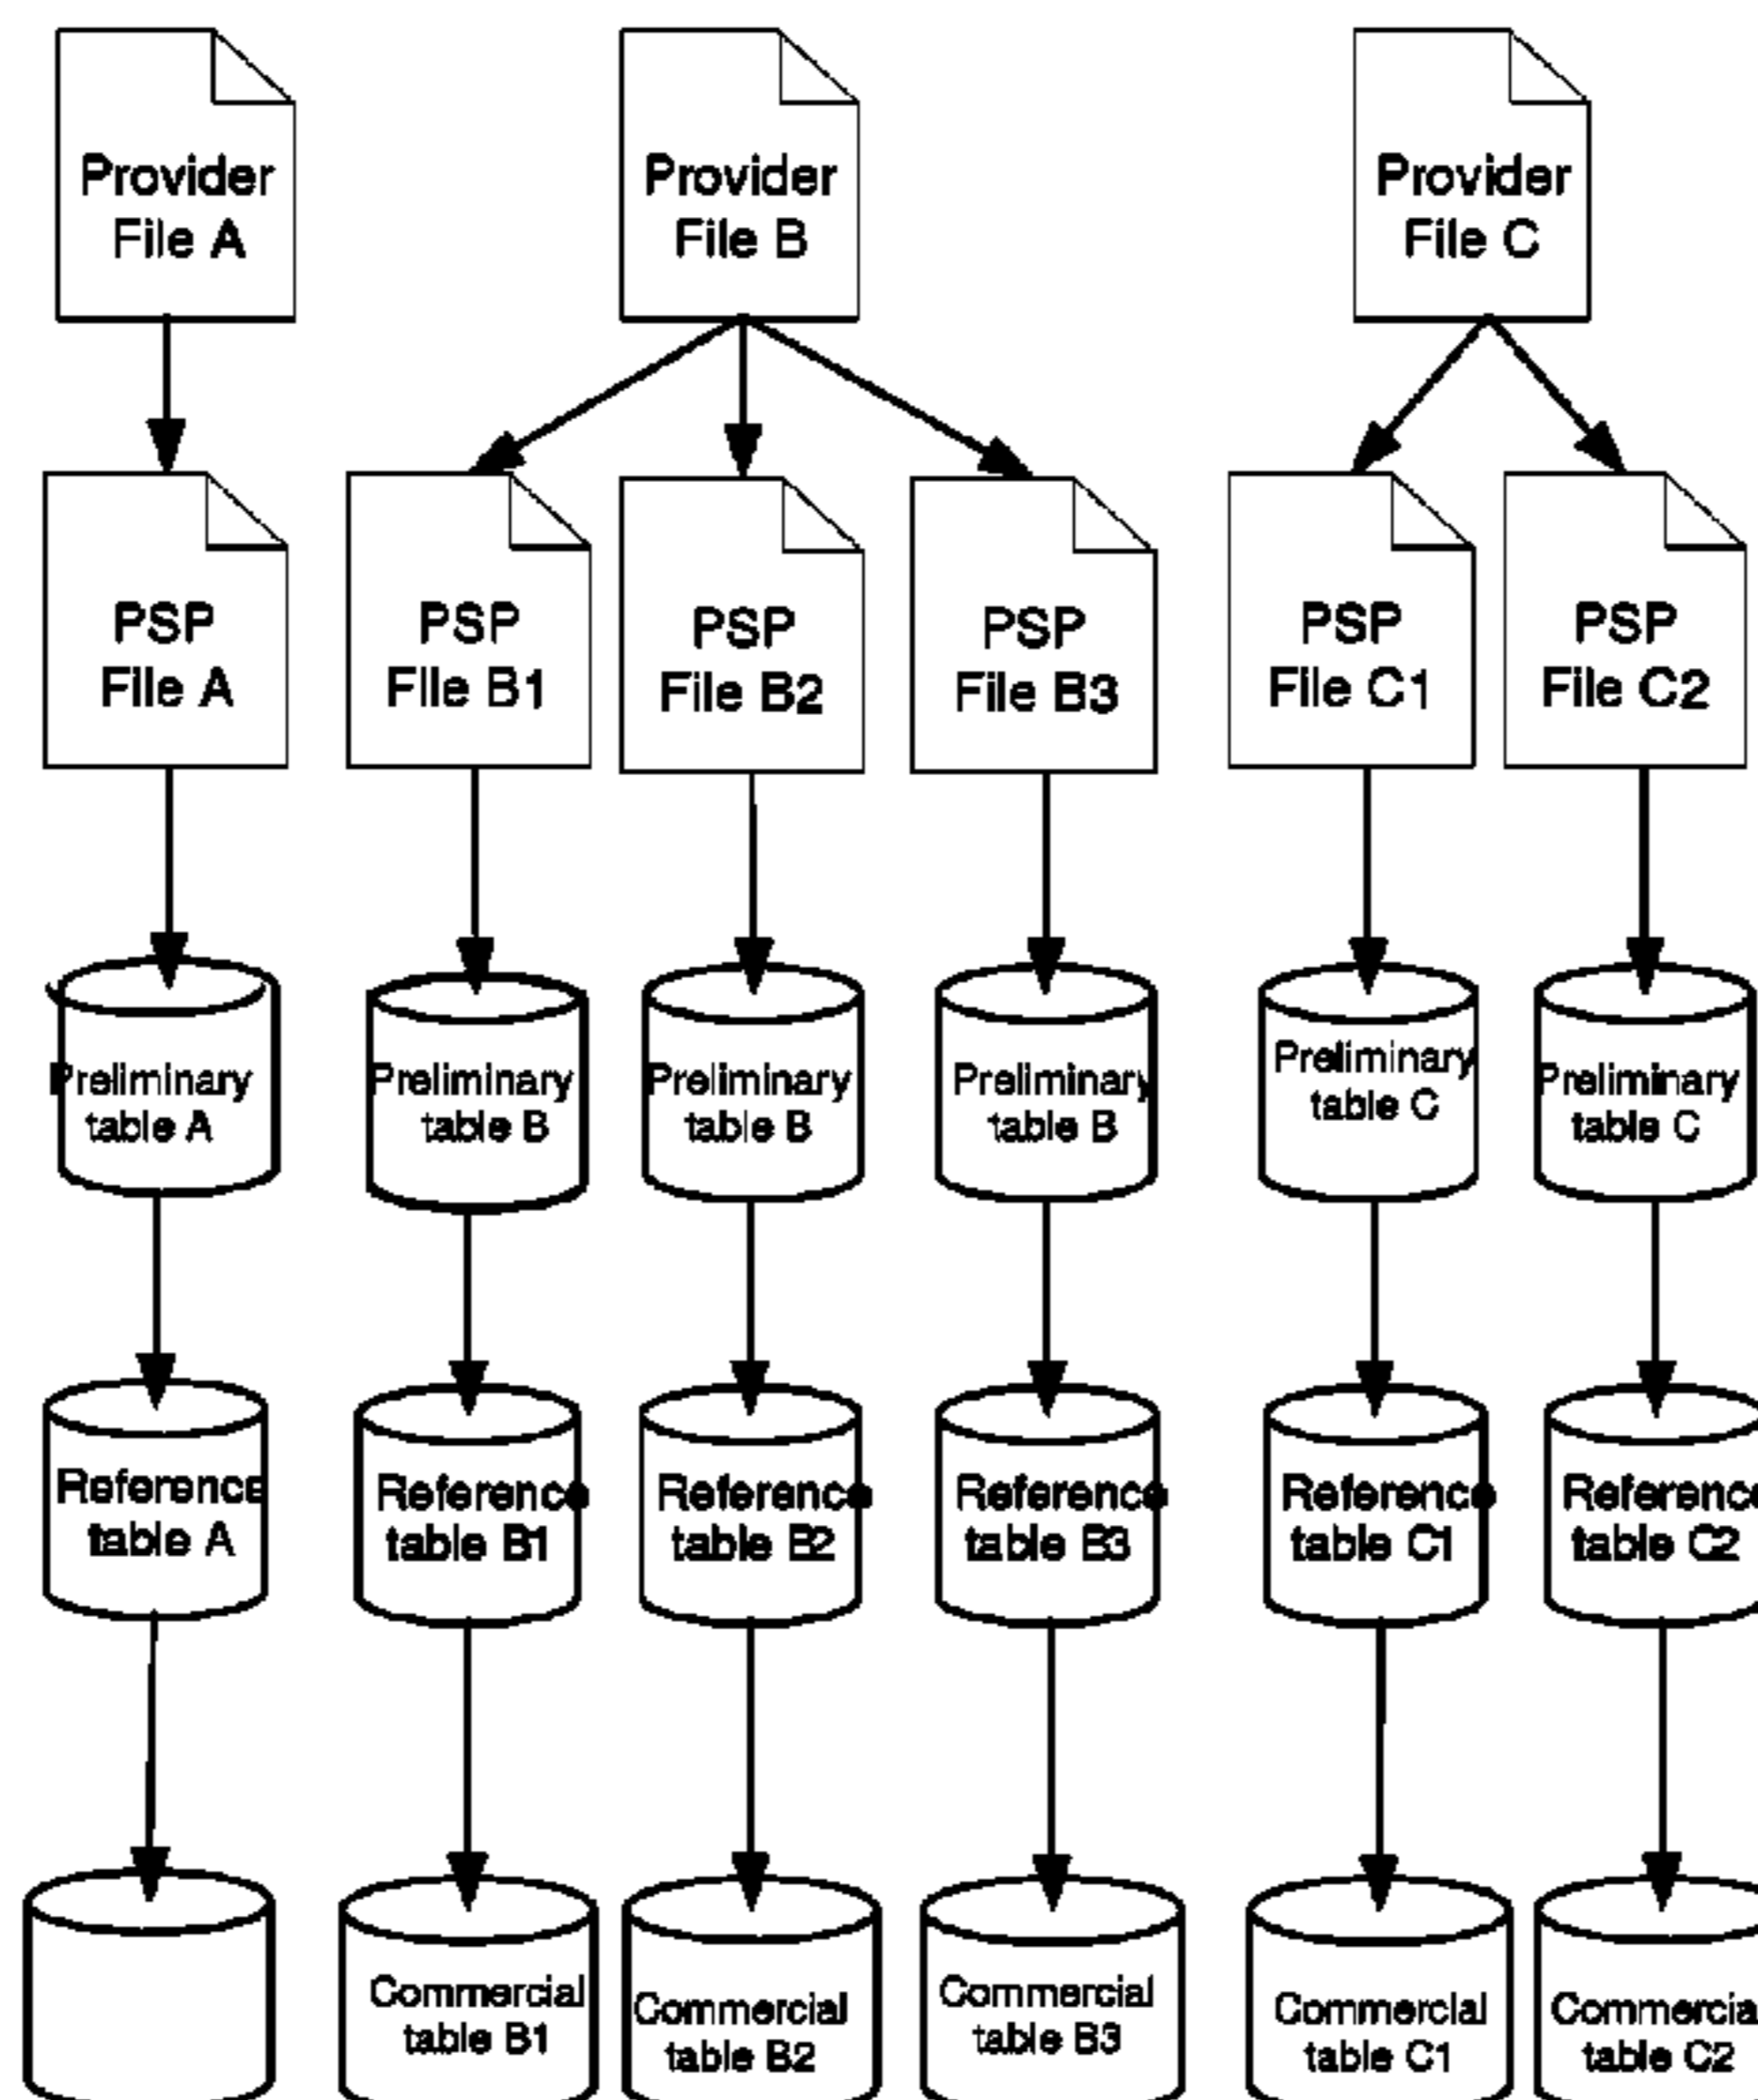 Provider
File A
Provider
File B
Provider
File C
PSP
File A
PSP
File B1
PSP
File B2
PSP
File B3
PSP
File C1
PSP
File C2
Preliminary
table A
Preliminary
table B
Preliminary
table B
Preliminary
table B
Preliminary
table C
Preliminary
table C
Reference
table A
Reference
table B1
Reference
table B2
Reference
table B3
Reference
table C1
Reference
table C2
Commercial
table B1
Commercial
table B2
Commercial
table B3
Commercial
table C1
Commercial
table C2